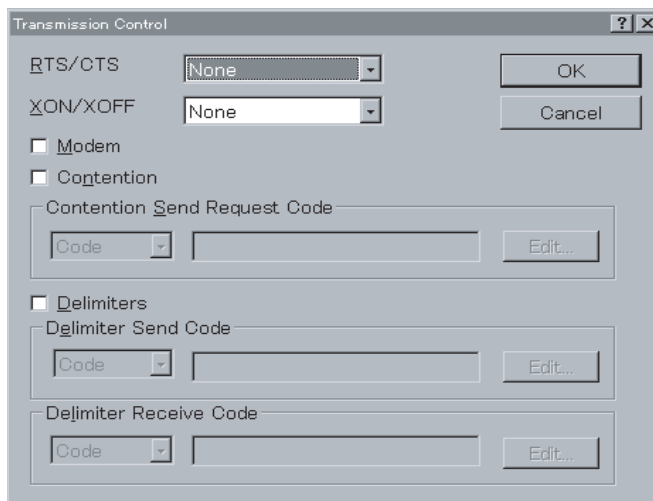 Transmission Control
RTS/CTS None OK
XON/XOFF None Cancel
Modem
Contention
Contention Send Request Code
Code Edit...
Delimiters
Delimiter Send Code
Code Edit...
Delimiter Receive Code
Code Edit...